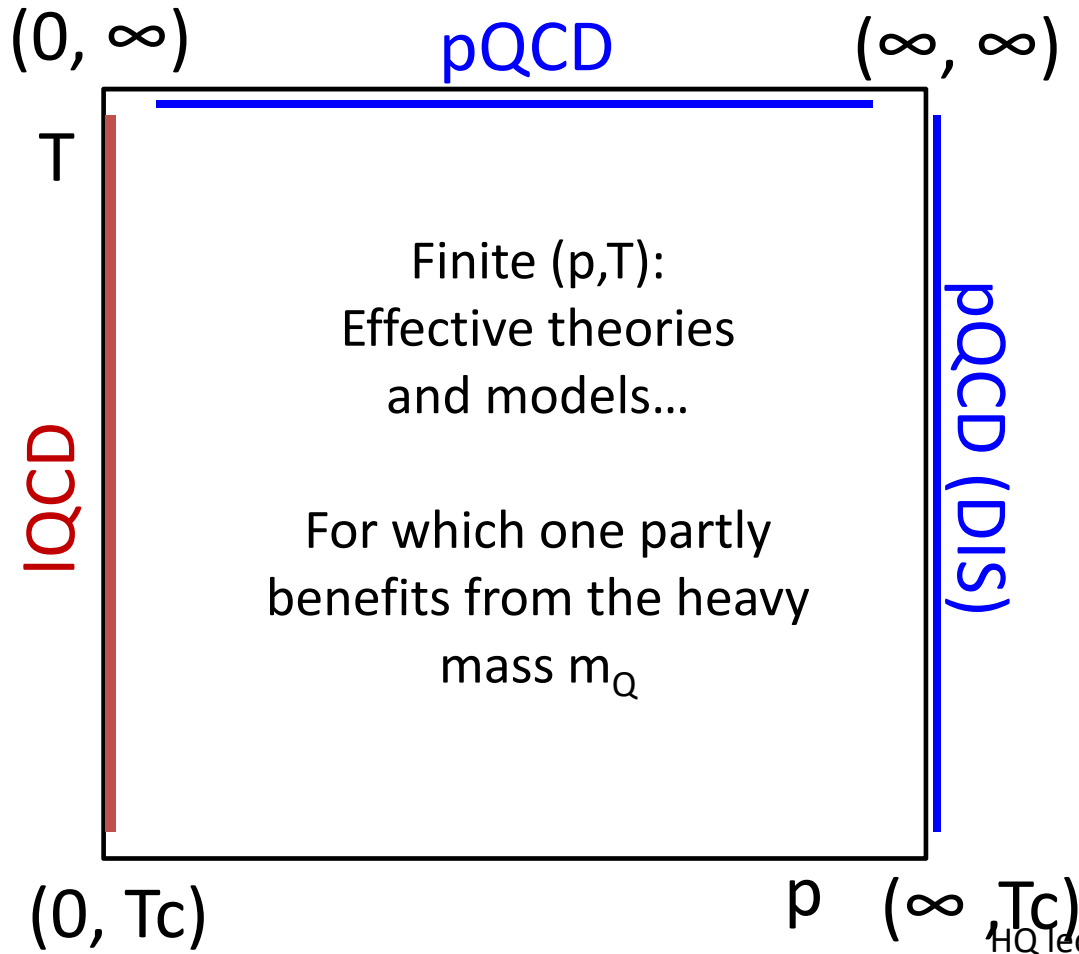 (0, ∞)
pQCD
(∞, ∞)
T
Finite (p,T):
Effective theories
and models…
For which one partly
benefits from the heavy
mass mQ
lQCD
pQCD (DIS)
(0, Tc)
p
(∞ ,Tc)
HQ